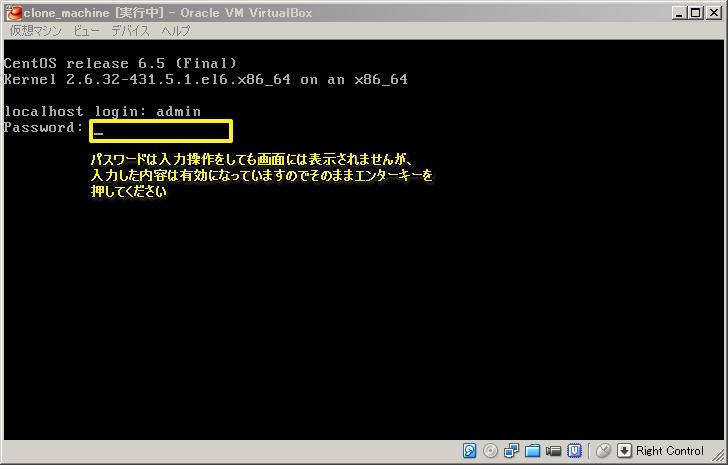 clone_machine [実行中] - Oracle VM VirtualBox
仮想マシン ビュー デバイス ヘルプ
CentOS release 6.5 (Final)
Kernel 2.6.32-431.5.1.el6.x86_64 on an x86_64
localhost login: admin
Password: _
パスワードは入力操作をしても画面には表示されませんが、
入力した内容は有効になっていますのでそのままエンターキーを
押してください
Right Control